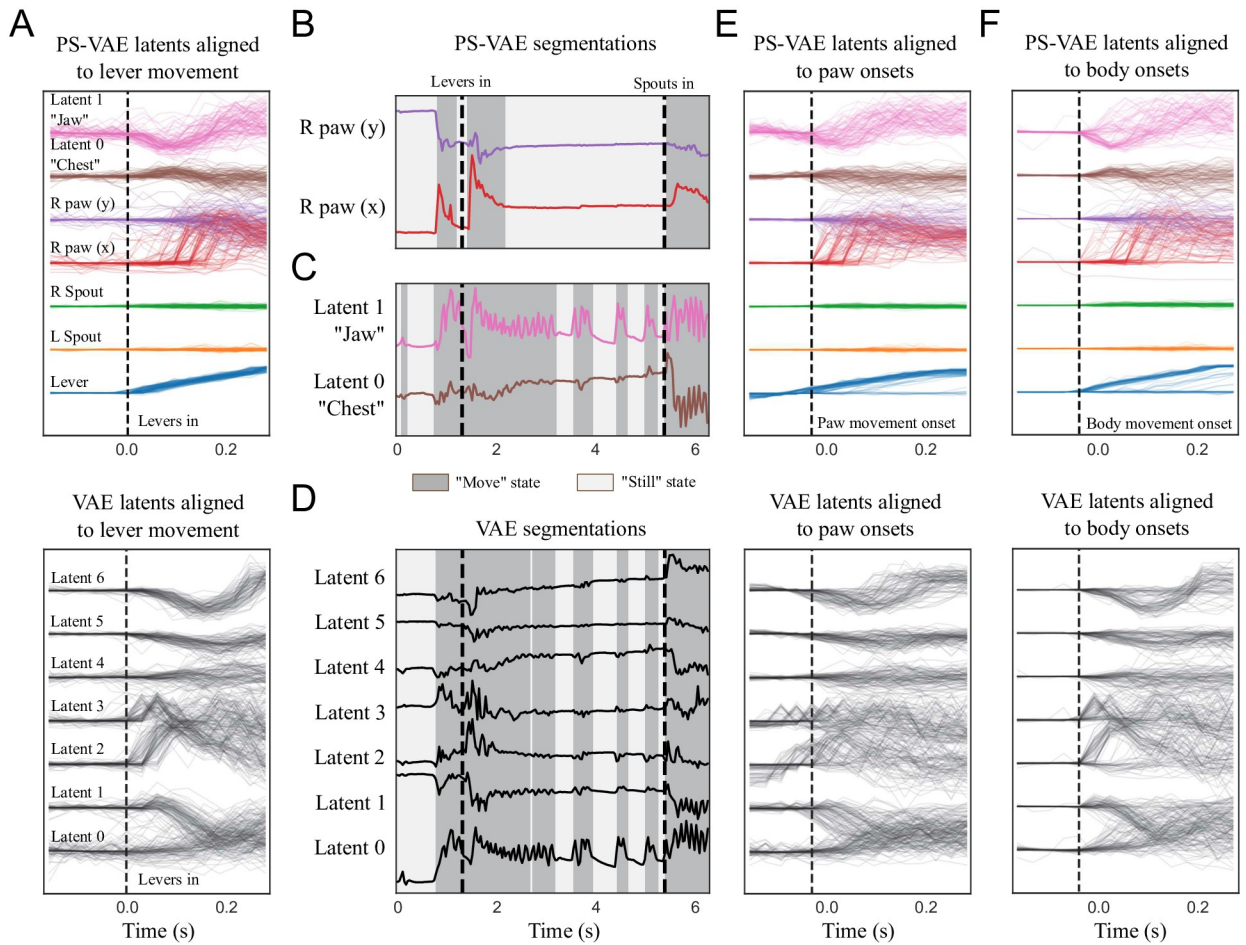 A
PS-VAE latents aligned
to lever movement
Latent 1
"Jaw"
Latent 0
"Chest"
R paw (y)
R paw (x)
R Spout
L Spout
Lever
Levers in
0.0
0.2
VAE latents aligned
to lever movement
Latent 6
Latent 5
Latent 4
Latent 3
Latent 2
Latent 1
Latent 0
Levers in
0.0
0.2
Time (s)
B
PS-VAE segmentations
Levers in
Spouts in
R paw (y)
R paw (x)
C
Latent 1
"Jaw"
Latent 0
"Chest"
0
2
4
6
"Move" state
"Still" state
D
VAE segmentations
Latent 6
Latent 5
Latent 4
Latent 3
Latent 2
Latent 1
Latent 0
0
2
4
6
Time (s)
E
PS-VAE latents aligned
to paw onsets
Paw movement onset
0.0
0.2
VAE latents aligned
to paw onsets
0.0
0.2
Time (s)
F
PS-VAE latents aligned
to body onsets
Body movement onset
0.0
0.2
VAE latents aligned
to body onsets
0.0
0.2
Time (s)